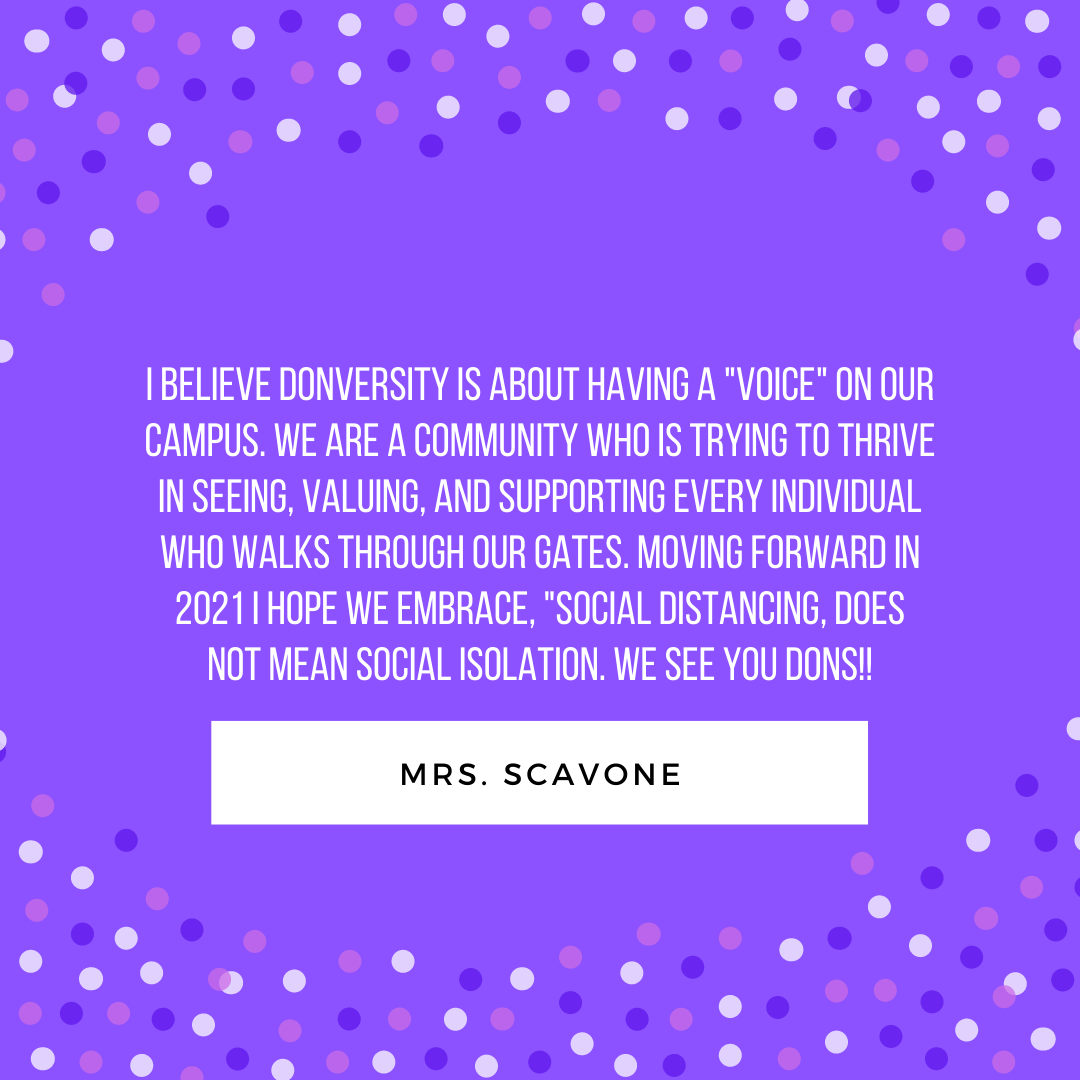 I BELIEVE DONVERSITY IS ABOUT HAVING A "VOICE" ON OUR
CAMPUS. WE ARE A COMMUNITY WHO IS TRYING TO THRIVE
IN SEEING, VALUING, AND SUPPORTING EVERY INDIVIDUAL
WHO WALKS THROUGH OUR GATES. MOVING FORWARD IN
2021 I HOPE WE EMBRACE, "SOCIAL DISTANCING, DOES
NOT MEAN SOCIAL ISOLATION. WE SEE YOU DONS!!
MRS. SCAVONE